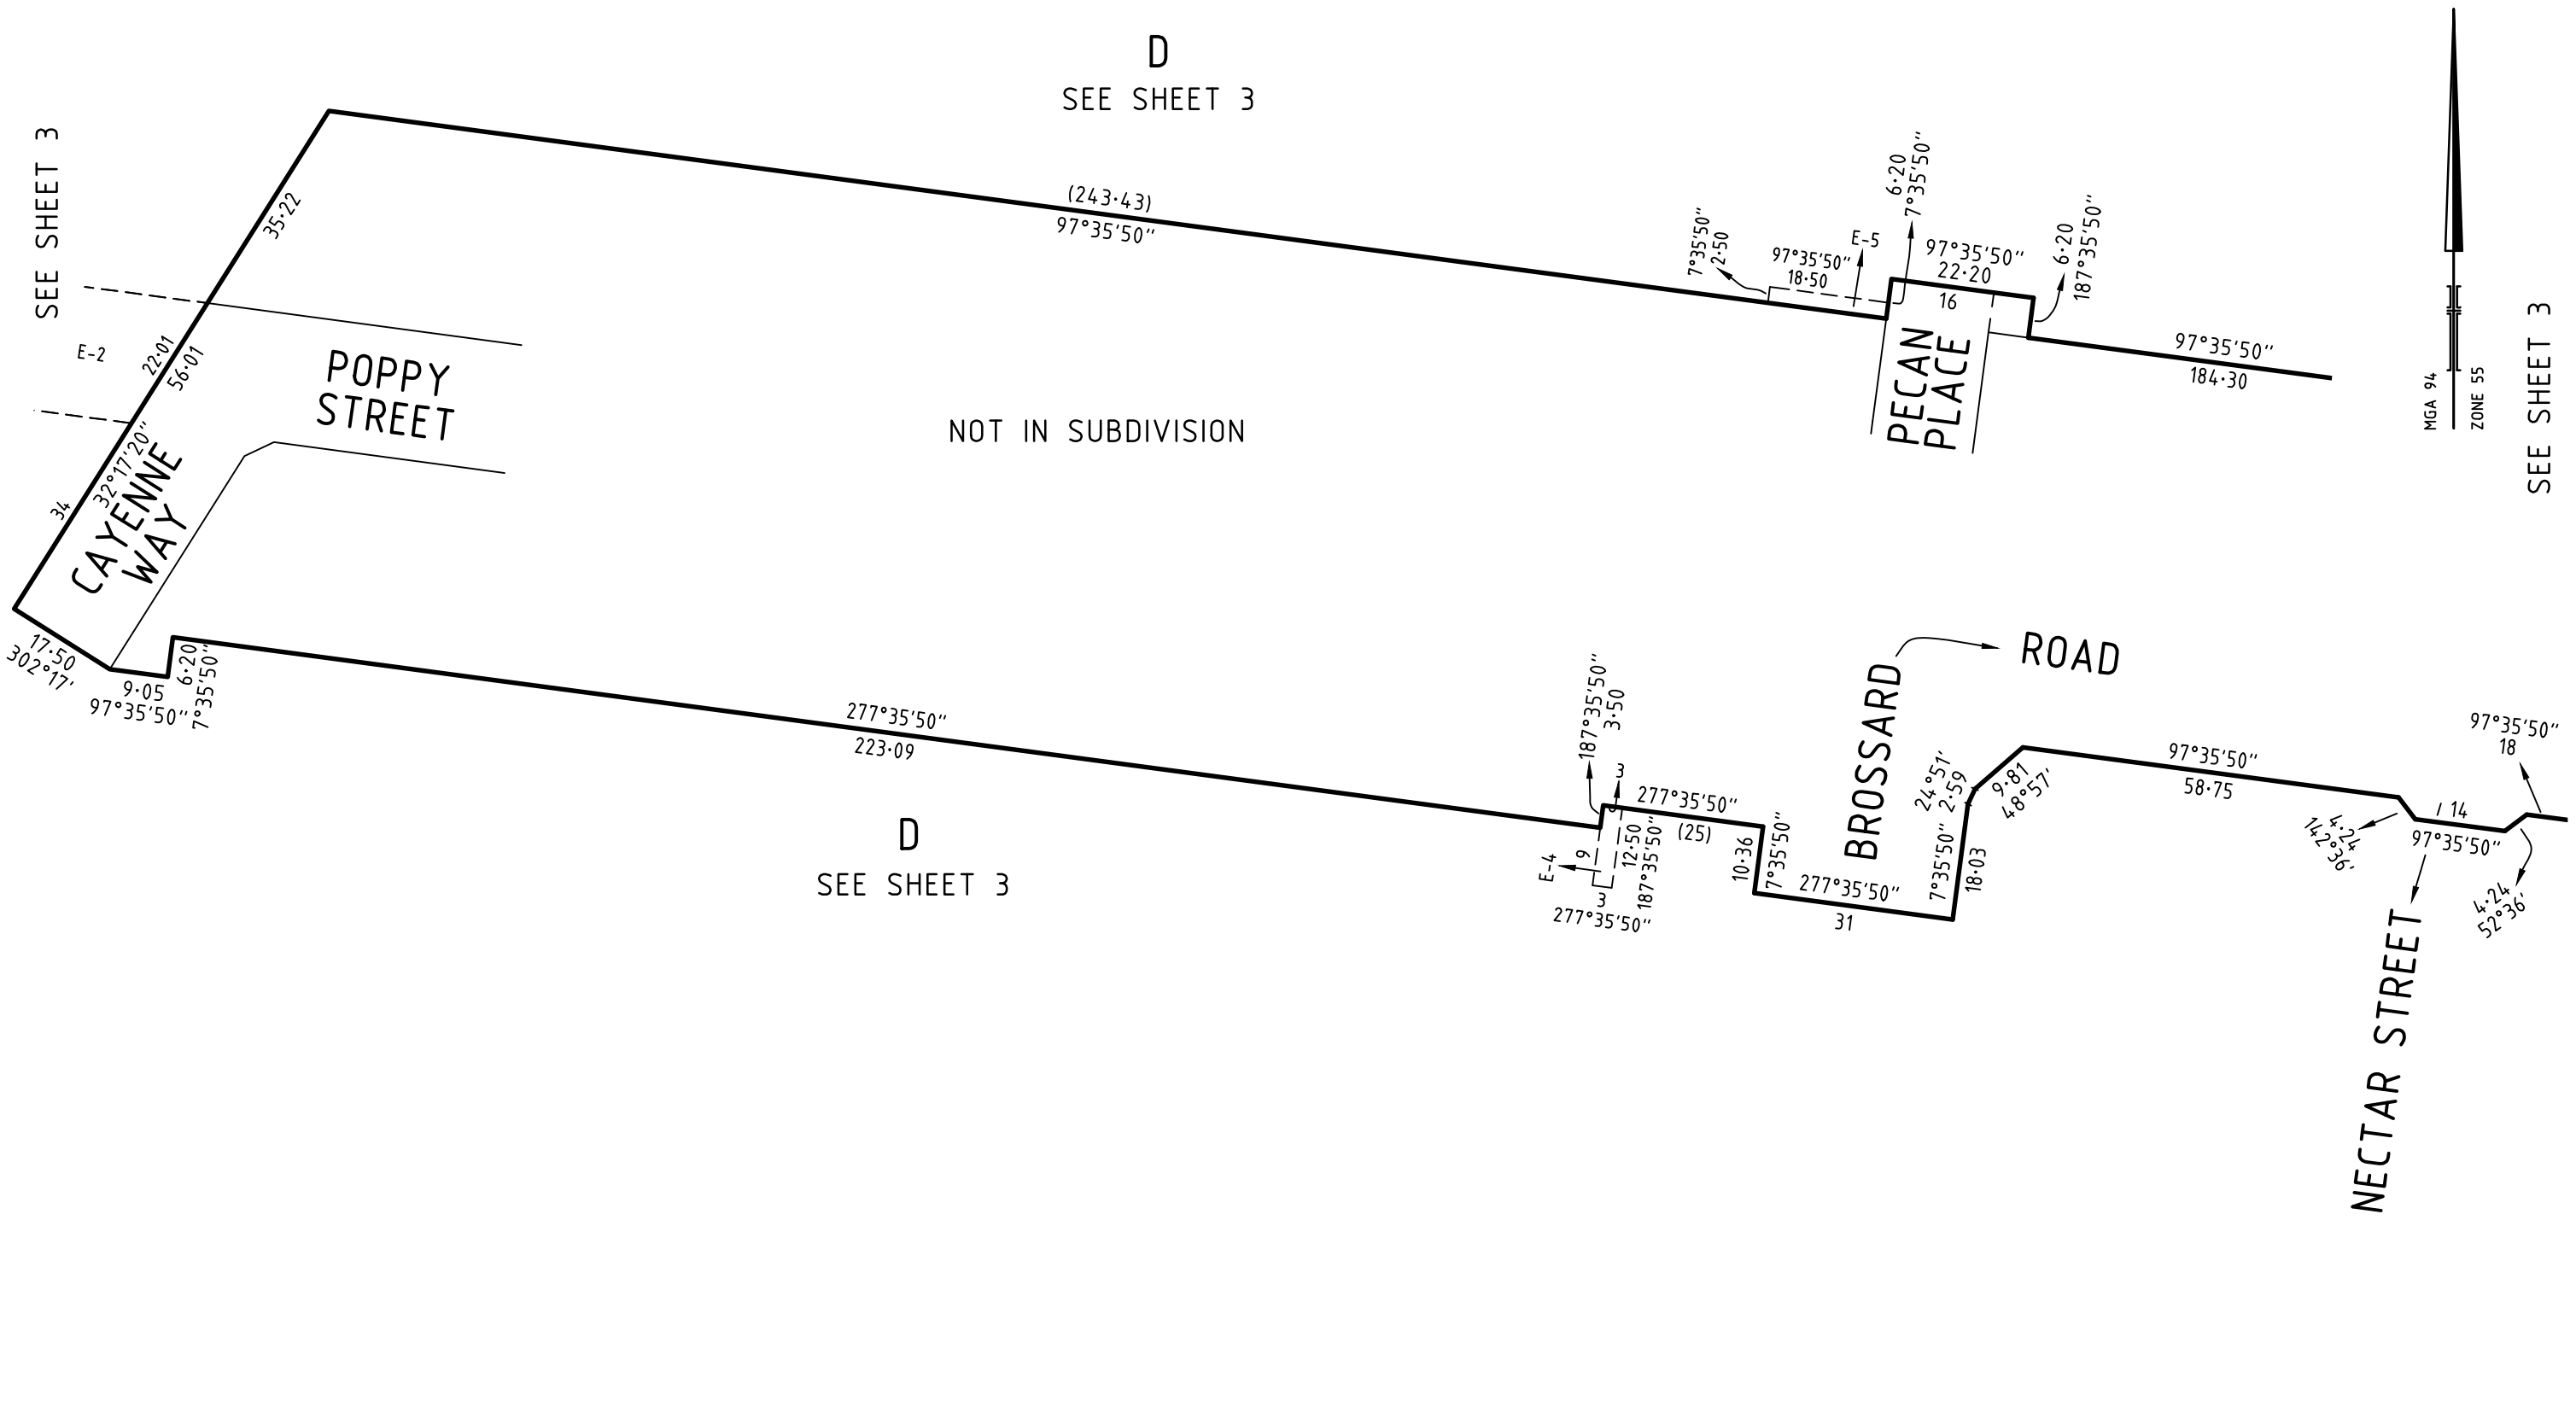 D
SEE SHEET 3
SEE SHEET 3
35·22
(243·43)
97°35'50"
7°35'50"
2·50
97°35'50"
18·50
E-5
6·20
7°35'50"
97°35'50"
22·20
16
6·20
187°35'50"
PECAN
PLACE
97°35'50"
184·30
MGA 94
ZONE 55
SEE SHEET 3
E-2
22·01
56·01
POPPY
STREET
NOT IN SUBDIVISION
32°17'20"
34
CAYENNE
WAY
17·50
302°17'
9·05
97°35'50"
6·20
7°35'50"
277°35'50"
223·09
D
SEE SHEET 3
187°35'50"
3·50
3
277°35'50"
(25)
9
12·50
187°35'50"
E-4
3
277°35'50"
10·36
7°35'50"
277°35'50"
31
BROSSARD
ROAD
7°35'50"
18·03
24°51'
2·59
9·81
48°57'
97°35'50"
58·75
4·24
142°36'
14
97°35'50"
97°35'50"
18
4·24
52°36'
NECTAR STREET